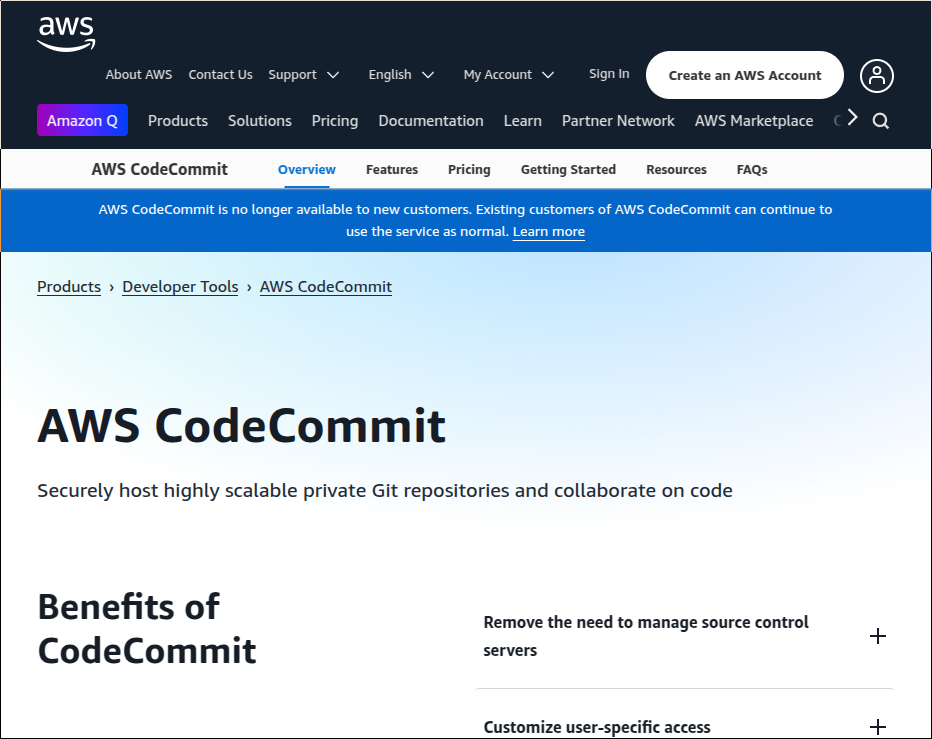 aws
About AWS Contact Us Support English My Account Sign In Create an AWS Account
Amazon Q Products Solutions Pricing Documentation Learn Partner Network AWS Marketplace
AWS CodeCommit Overview Features Pricing Getting Started Resources FAQs
AWS CodeCommit is no longer available to new customers. Existing customers of AWS CodeCommit can continue to
use the service as normal. Learn more
Products › Developer Tools › AWS CodeCommit
AWS CodeCommit
Securely host highly scalable private Git repositories and collaborate on code
Benefits of
CodeCommit
Remove the need to manage source control
servers
Customize user-specific access